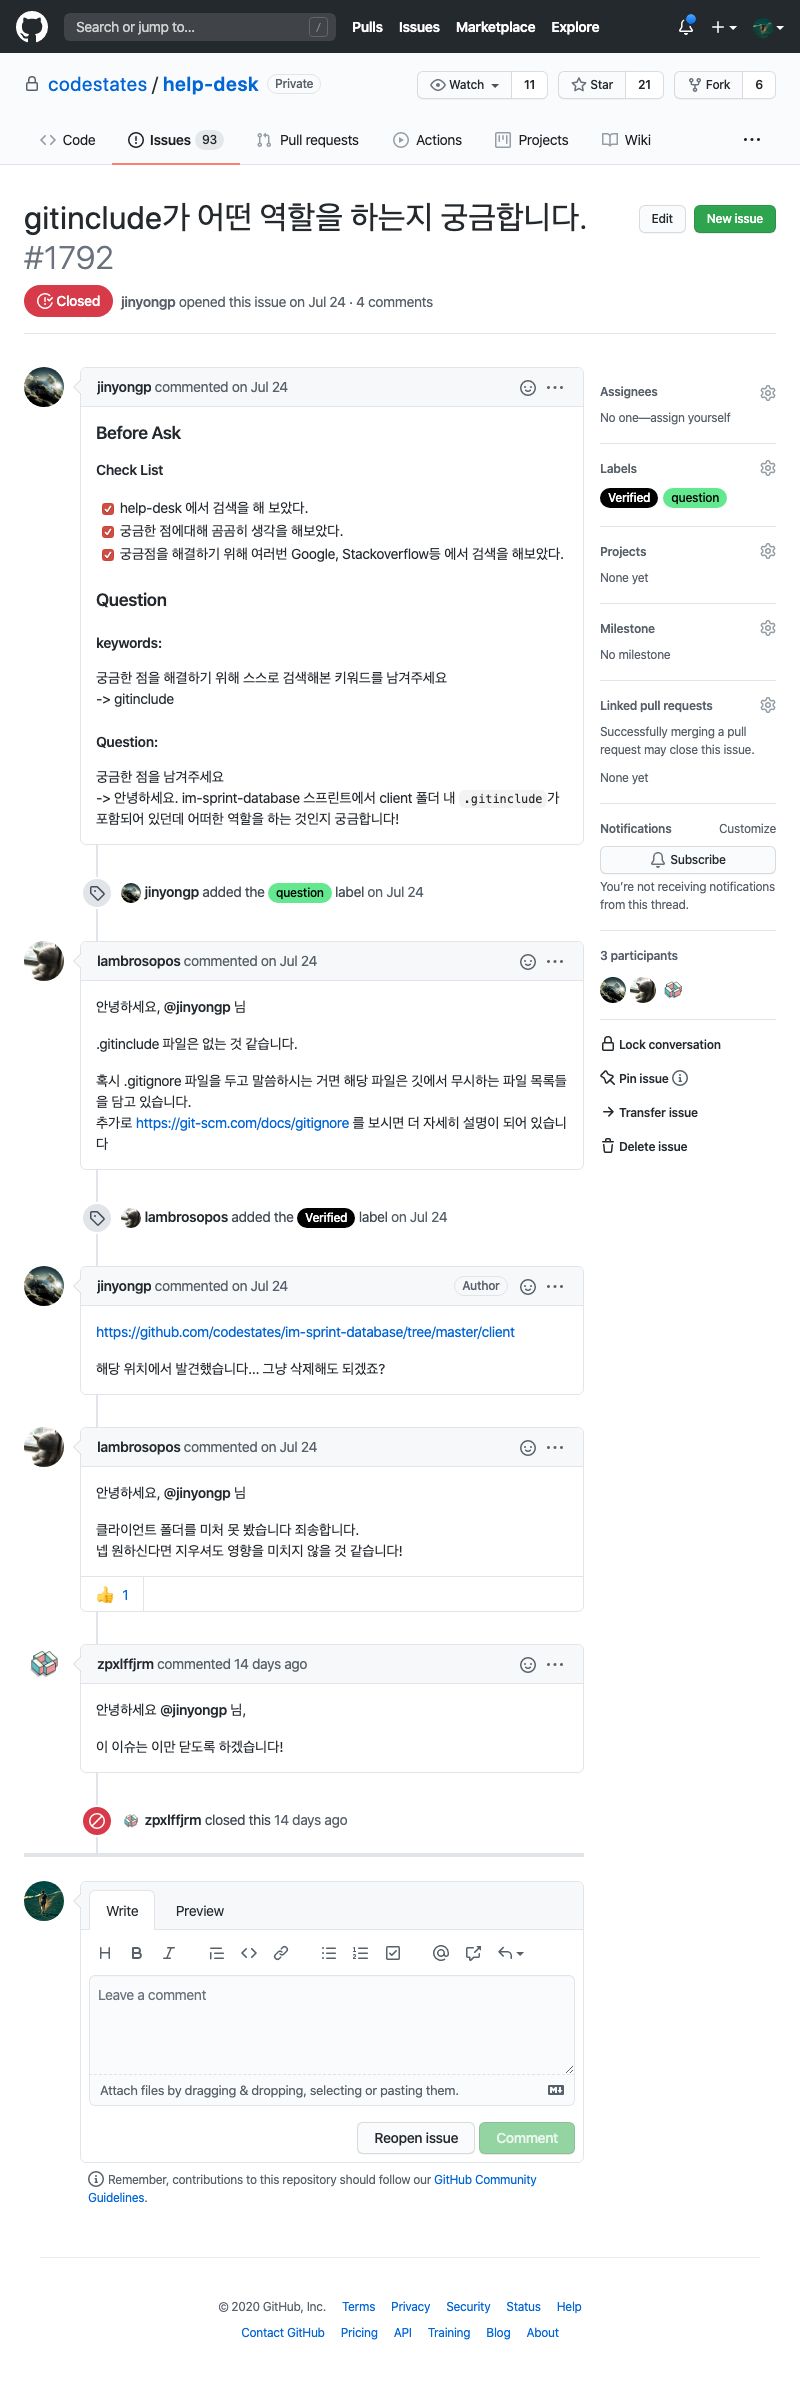 Search or jump to... /
Pulls Issues Marketplace Explore
codestates / help-desk Private
Watch 11 Star 21 Fork 6
Code Issues 93 Pull requests Actions Projects Wiki
gitinclude가 어떤 역할을 하는지 궁금합니다.
#1792
Edit New issue
Closed jinyongp opened this issue on Jul 24 · 4 comments
jinyongp commented on Jul 24
Before Ask
Check List
help-desk 에서 검색을 해 보았다.
궁금한 점에대해 곰곰히 생각을 해보았다.
궁금점을 해결하기 위해 여러번 Google, Stackoverflow등 에서 검색을 해보았다.
Question
keywords:
궁금한 점을 해결하기 위해 스스로 검색해본 키워드를 남겨주세요
-> gitinclude
Question:
궁금한 점을 남겨주세요
-> 안녕하세요. im-sprint-database 스프린트에서 client 폴더 내 .gitinclude 가
포함되어 있던데 어떠한 역할을 하는 것인지 궁금합니다!
jinyongp added the question label on Jul 24
lambrosopos commented on Jul 24
안녕하세요, @jinyongp 님
.gitinclude 파일은 없는 것 같습니다.
혹시 .gitignore 파일을 두고 말씀하시는 거면 해당 파일은 깃에서 무시하는 파일 목록들
을 담고 있습니다.
추가로 https://git-scm.com/docs/gitignore 를 보시면 더 자세히 설명이 되어 있습니
다
lambrosopos added the Verified label on Jul 24
jinyongp commented on Jul 24 Author
https://github.com/codestates/im-sprint-database/tree/master/client
해당 위치에서 발견했습니다... 그냥 삭제해도 되겠죠?
lambrosopos commented on Jul 24
안녕하세요, @jinyongp 님
클라이언트 폴더를 미처 못 봤습니다 죄송합니다.
넵 원하신다면 지우셔도 영향을 미치지 않을 것 같습니다!
1
zpxlffjrm commented 14 days ago
안녕하세요 @jinyongp 님,
이 이슈는 이만 닫도록 하겠습니다!
zpxlffjrm closed this 14 days ago
Write Preview
Leave a comment
Attach files by dragging & dropping, selecting or pasting them.
Reopen issue Comment
Remember, contributions to this repository should follow our GitHub Community
Guidelines.
Assignees
No one—assign yourself
Labels
Verified question
Projects
None yet
Milestone
No milestone
Linked pull requests
Successfully merging a pull
request may close this issue.
None yet
Notifications Customize
Subscribe
You're not receiving notifications
from this thread.
3 participants
Lock conversation
Pin issue
Transfer issue
Delete issue
© 2020 GitHub, Inc. Terms Privacy Security Status Help
Contact GitHub Pricing API Training Blog About